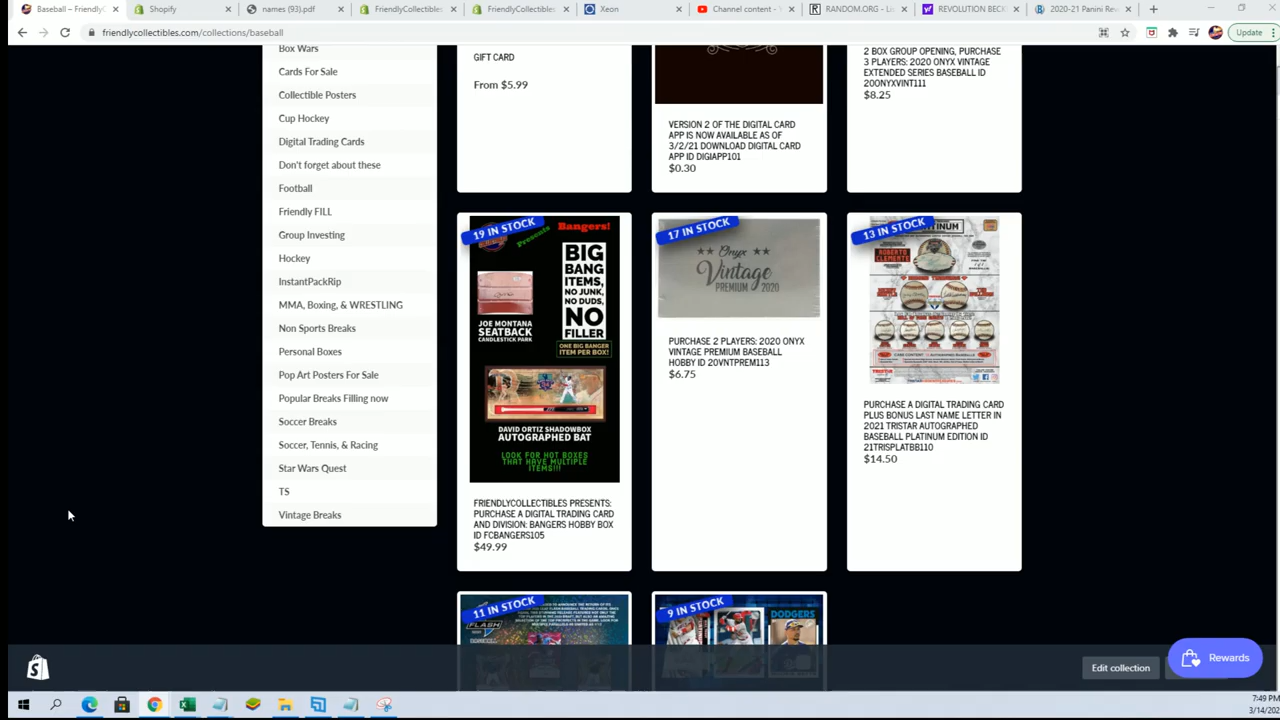 Baseball – FriendlyC
Shopify
names (93).pdf
FriendlyCollectibles
FriendlyCollectibles
Xeon
Channel content -
RANDOM.ORG - Li
REVOLUTION BECK
2020-21 Panini Rev
friendlycollectibles.com/collections/baseball
Update
Box Wars
Cards For Sale
Collectible Posters
Cup Hockey
Digital Trading Cards
Don't forget about these
Football
Friendly FILL
Group Investing
Hockey
InstantPackRip
MMA, Boxing, & WRESTLING
Non Sports Breaks
Personal Boxes
Pop Art Posters For Sale
Popular Breaks Filling now
Soccer Breaks
Soccer, Tennis, & Racing
Star Wars Quest
TS
Vintage Breaks
GIFT CARD
From $5.99
VERSION 2 OF THE DIGITAL CARD
APP IS NOW AVAILABLE AS OF
3/2/21 DOWNLOAD DIGITAL CARD
APP ID DIGIAPP101
$0.30
2 BOX GROUP OPENING, PURCHASE
3 PLAYERS: 2020 ONYX VINTAGE
EXTENDED SERIES BASEBALL ID
20ONYXVINT111
$8.25
19 IN STOCK
Presents
Bangers!
BIG
BANG
ITEMS,
NO JUNK,
NO DUDS,
NO
FILLER
ONE BIG BANGER
ITEM PER BOX!
JOE MONTANA
SEATBACK
CANDLESTICK PARK
DAVID ORTIZ SHADOWBOX
AUTOGRAPHED BAT
LOOK FOR HOT BOXES
THAT HAVE MULTIPLE
ITEMS!!!
FRIENDLYCOLLECTIBLES PRESENTS:
PURCHASE A DIGITAL TRADING CARD
AND DIVISION: BANGERS HOBBY BOX
ID FCBANGERS105
$49.99
17 IN STOCK
Onyx
Vintage
PREMIUM 2020
PURCHASE 2 PLAYERS: 2020 ONYX
VINTAGE PREMIUM BASEBALL
HOBBY ID 20VNTPREM113
$6.75
13 IN STOCK
ROBERTO
CLEMENTE
PURCHASE A DIGITAL TRADING CARD
PLUS BONUS LAST NAME LETTER IN
2021 TRISTAR AUTOGRAPHED
BASEBALL PLATINUM EDITION ID
21TRISPLATBB110
$14.50
11 IN STOCK
FLASH
9 IN STOCK
DODGERS
Edit collection
Rewards
7:49 PM
3/14/202